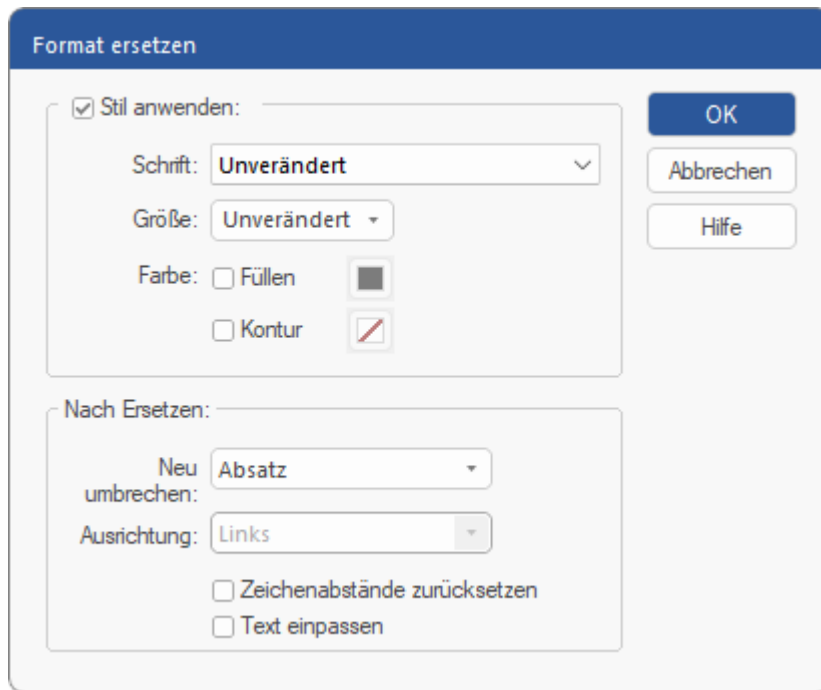 Format ersetzen
Stil anwenden:
OK
Schrift: Unverändert
Abbrechen
Größe: Unverändert
Hilfe
Farbe: Füllen
Kontur
Nach Ersetzen:
Neu
umbrechen:
Absatz
Ausrichtung: Links
Zeichenabstände zurücksetzen
Text einpassen